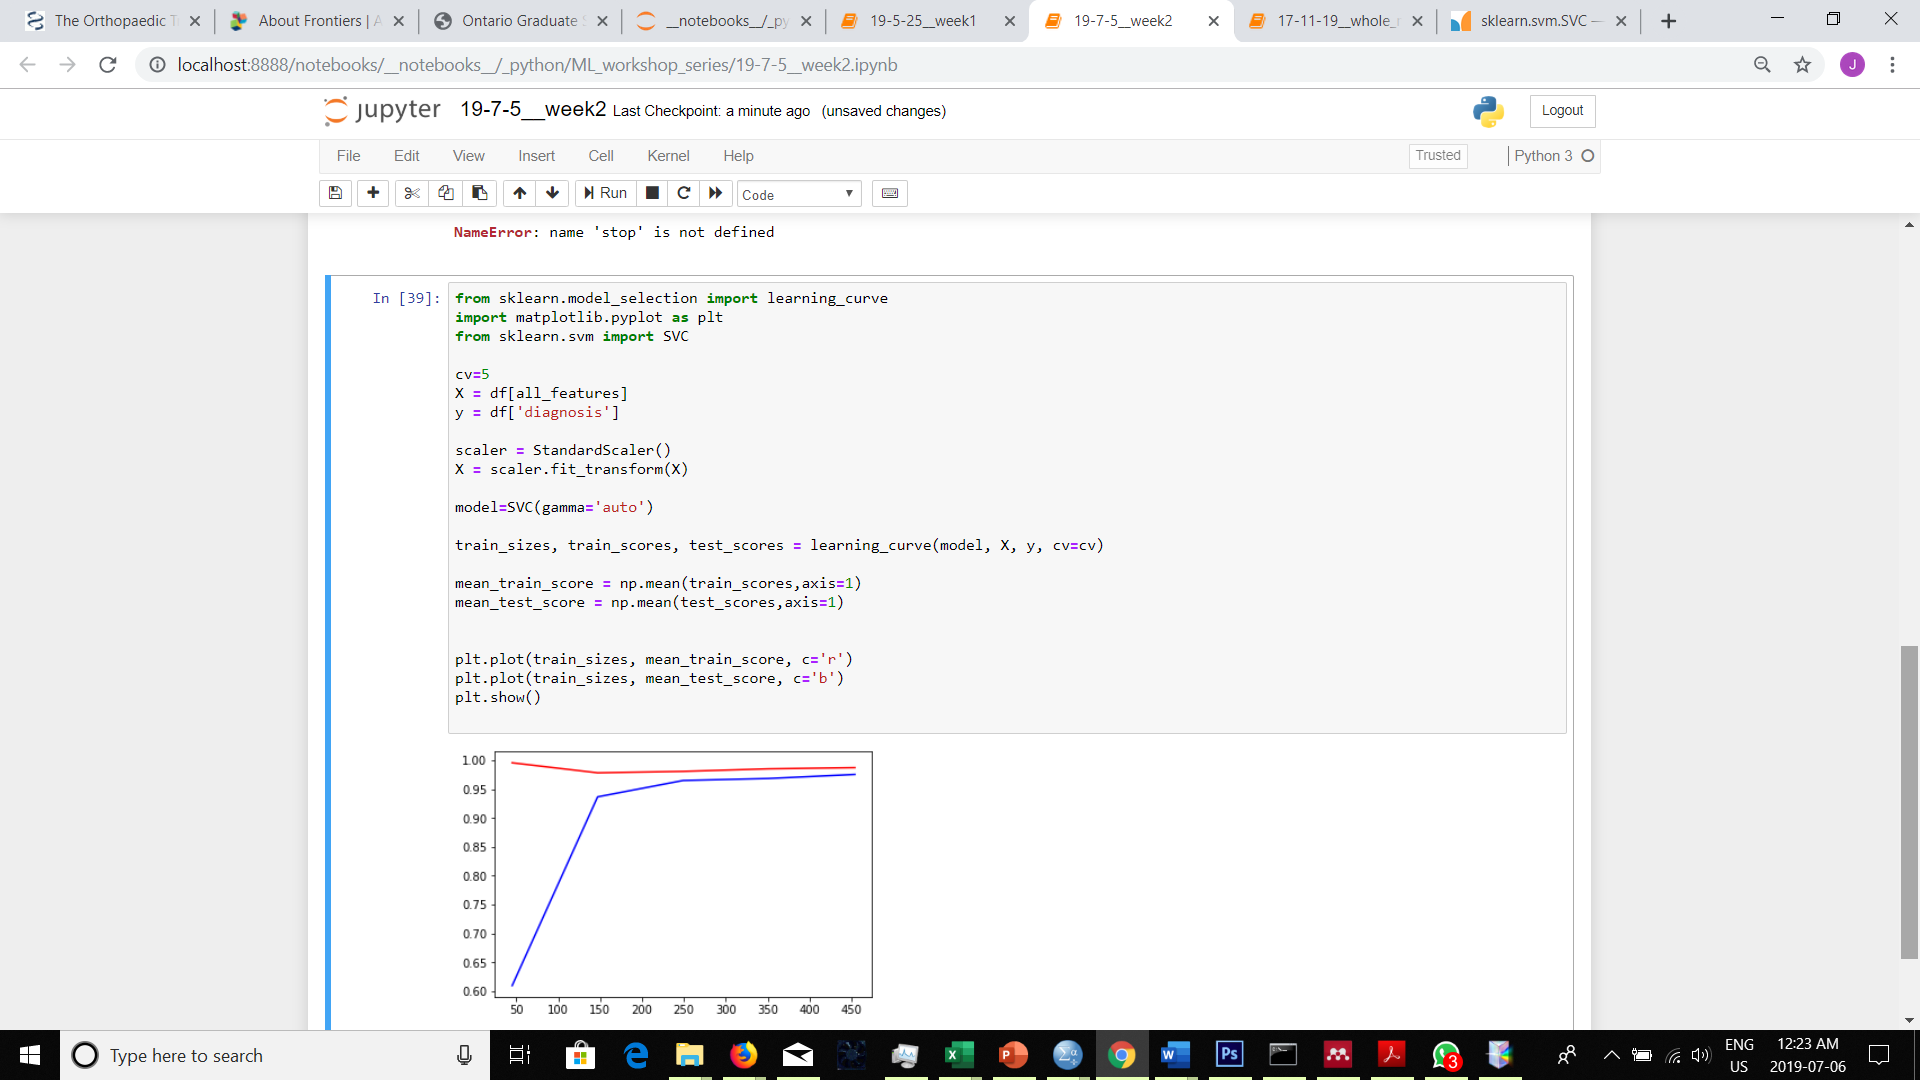 The Orthopaedic T
About Frontiers | A
Ontario Graduate S
__notebooks__/_py
19-5-25__week1
19-7-5__week2
17-11-19__whole_r
sklearn.svm.SVC —
localhost:8888/notebooks/__notebooks__/_python/ML_workshop_series/19-7-5__week2.ipynb
J
jupyter 19-7-5__week2 Last Checkpoint: a minute ago (unsaved changes)
Logout
File Edit View Insert Cell Kernel Help
Trusted
Python 3
Run
Code
NameError: name 'stop' is not defined
In [39]:
from sklearn.model_selection import learning_curve
import matplotlib.pyplot as plt
from sklearn.svm import SVC
cv=5
X = df[all_features]
y = df['diagnosis']
scaler = StandardScaler()
X = scaler.fit_transform(X)
model=SVC(gamma='auto')
train_sizes, train_scores, test_scores = learning_curve(model, X, y, cv=cv)
mean_train_score = np.mean(train_scores,axis=1)
mean_test_score = np.mean(test_scores,axis=1)
plt.plot(train_sizes, mean_train_score, c='r')
plt.plot(train_sizes, mean_test_score, c='b')
plt.show()
1.00
0.95
0.90
0.85
0.80
0.75
0.70
0.65
0.60
50 100 150 200 250 300 350 400 450
Type here to search
Ps
3
ENG
US
12:23 AM
2019-07-06